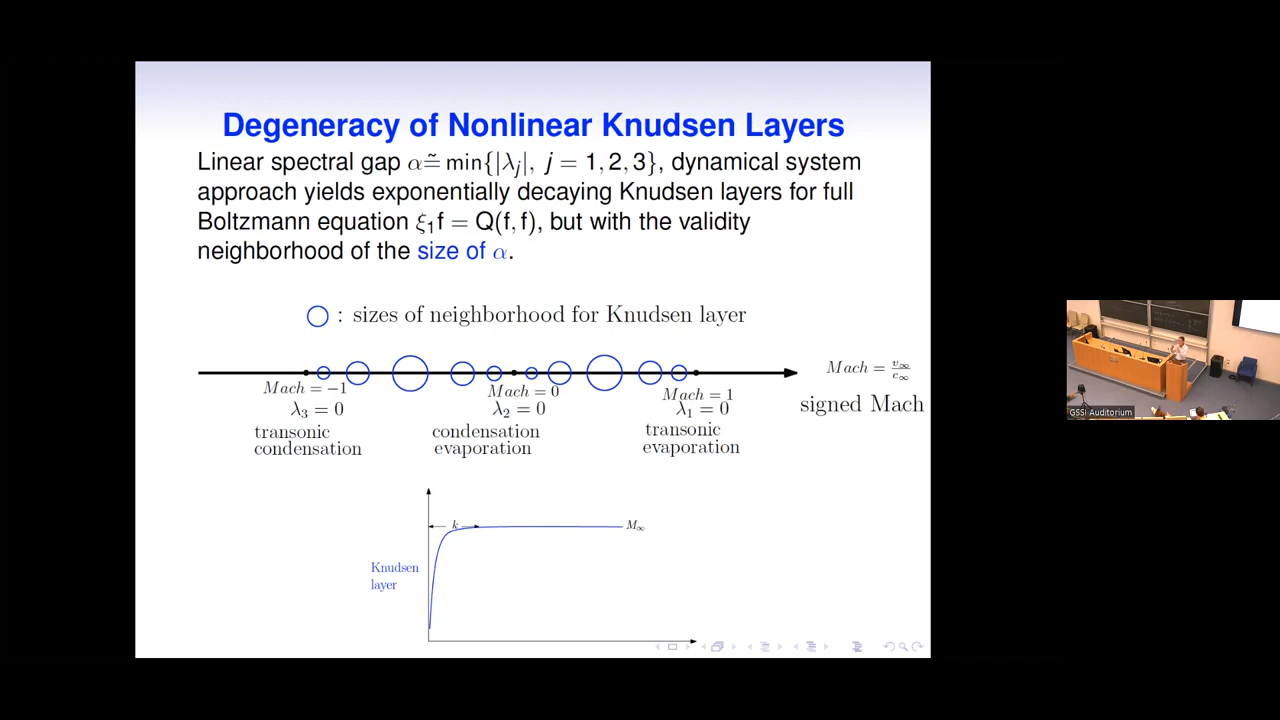 Degeneracy of Nonlinear Knudsen Layers
Linear spectral gap α≅̃ min{|λⱼ|, j = 1, 2, 3}, dynamical system
approach yields exponentially decaying Knudsen layers for full
Boltzmann equation ξ₁f = Q(f, f), but with the validity
neighborhood of the size of α.
: sizes of neighborhood for Knudsen layer
Mach = −1
λ₃ = 0
transonic
condensation
Mach = 0
λ₂ = 0
condensation
evaporation
Mach = 1
λ₁ = 0
transonic
evaporation
Mach = v∞/c∞
signed Mach
k
M∞
Knudsen
layer
GSSI Auditorium